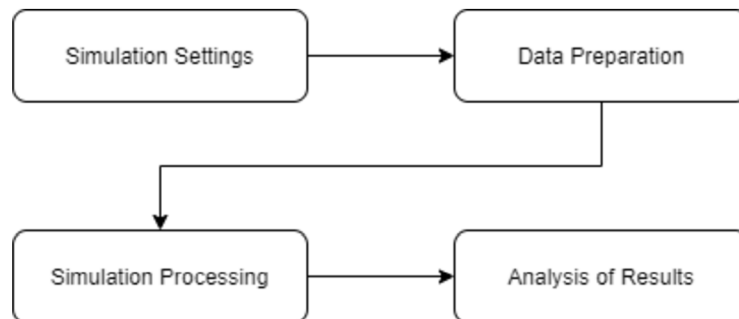 Simulation Settings
Data Preparation
Simulation Processing
Analysis of Results